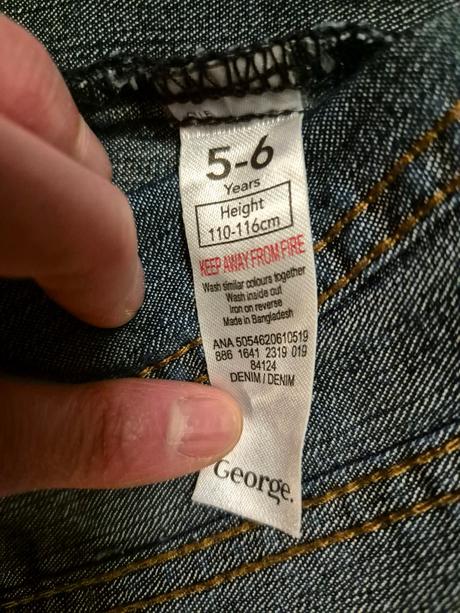 5-6
Years
Height
110-116cm
KEEP AWAY FROM FIRE
Wash similar colours together
Wash inside out
Iron on reverse
Made in Bangladesh
ANA 5054620610519
886 1641 2319 019
84124
DENIM / DENIM
George.